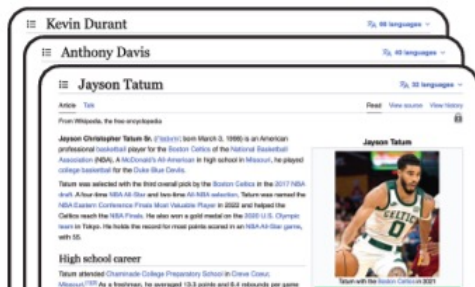 Kevin Durant
66 languages
Anthony Davis
40 languages
Jayson Tatum
33 languages
Article Talk
Read View source View history
From Wikipedia, the free encyclopedia
Jayson Christopher Tatum Sr. born March 3, 1998) is an American
professional basketball player for the Boston Celtics of the National Basketball
Association (NBA). A McDonald's All-American in high school in Missouri, he played
college basketball for the Duke Blue Devils.
Tatum was selected with the third overall pick by the Boston Celtics in the 2017 NBA
draft. A four-time NBA All-Star and two-time All-NBA selection, Tatum was named the
NBA Eastern Conference Finals Most Valuable Player in 2022 and helped the
Celtics reach the NBA Finals. He also won a gold medal on the 2020 U.S. Olympic
team in Tokyo. He holds the record for most points scored in an NBA All-Star game,
with 55.
High school career
Tatum attended Chaminade College Preparatory School in Creve Coeur,
Missouri. As a freshman, he averaged 13.3 points and 6.4 rebounds per game
Jayson Tatum
CELTICS
0
Tatum with the Boston Celtics in 2021